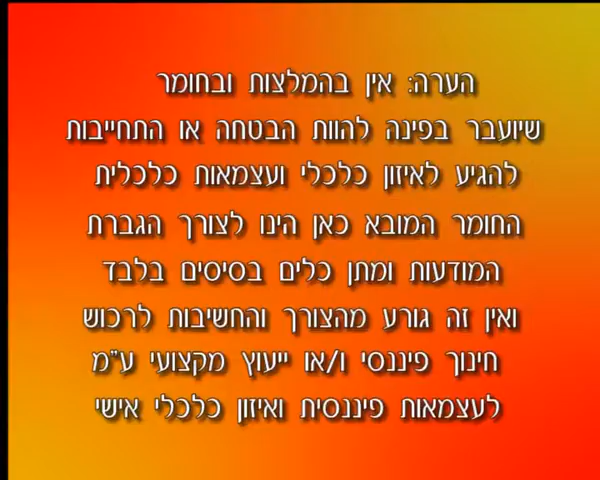 הערה: אין בהמלצות ובחומר
שיועבר בפינה להוות הבטחה או התחייבות
להגיע לאיזון כלכלי ועצמאות כלכלית
החומר המובא כאן הינו לצורך הגברת
המודעות ומתן כלים בסיסים בלבד
ואין זה גורע מהצורך והחשיבות לרכוש
חינוך פיננסי ו/או ייעוץ מקצועי ע"מ
לעצמאות פיננסית ואיזון כלכלי אישי